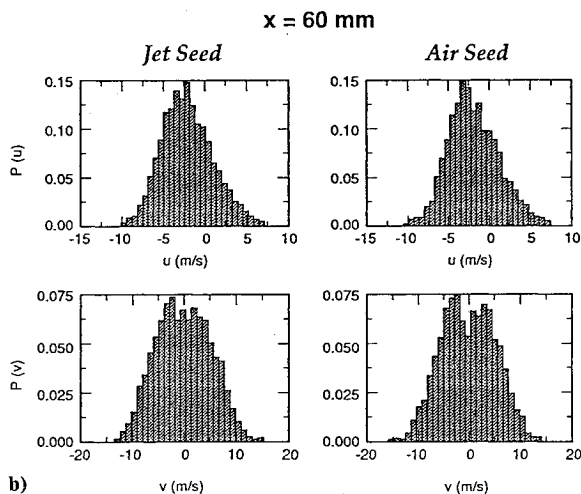 x = 60 mm
Jet Seed Air Seed
0.15 0.15
0.10 0.10
P (u)
0.05 0.05
0.00 0.00
-15 -10 -5 0 5 10 -15 -10 -5 0 5 10
u (m/s) u (m/s)
0.075 0.075
0.050 0.050
P (v)
0.025 0.025
0.000 0.000
-20 -10 0 10 20 -20 -10 0 10 20
b) v (m/s) v (m/s)